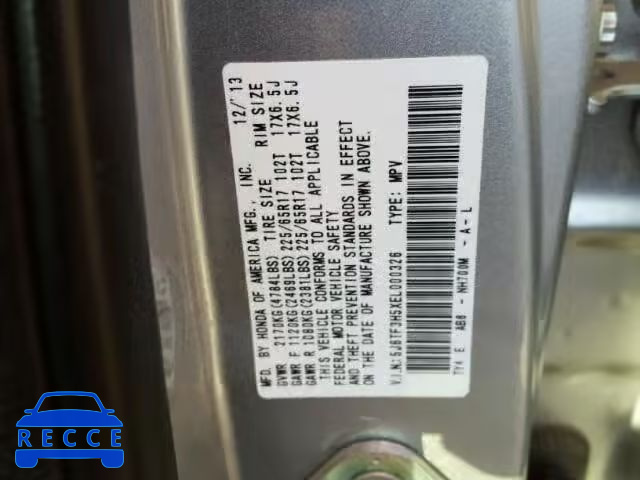 MFD. BY HONDA OF AMERICA MFG., INC. 12/'13
GVWR 2170KG(4784LBS) TIRE SIZE RIM SIZE
GAWR F 1120KG(2469LBS) 225/65R17 102T 17X6.5J
GAWR R 1080KG(2381LBS) 225/65R17 102T 17X6.5J
THIS VEHICLE CONFORMS TO ALL APPLICABLE
FEDERAL MOTOR VEHICLE SAFETY
AND THEFT PREVENTION STANDARDS IN EFFECT
ON THE DATE OF MANUFACTURE SHOWN ABOVE.
V.I.N:5J6TF3H5XEL000326 TYPE: MPV
TY4 E AB8 - NH700M - A - L
RECCE